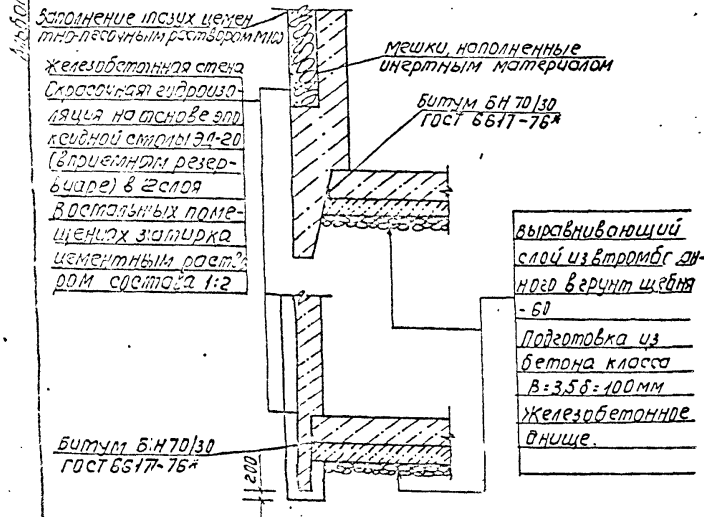 Альбом
Заполнение пазух цемен
тно-песчаным раствором М100
Железобетонная стена
Окрасочная гидроизо-
ляция на основе эпо
ксидной смолы ЭД-20
(в приемном резер-
вуаре) в 2 слоя
В остальных поме-
щениях затирка
цементным раство
ром состава 1:2
мешки, наполненные
инертным материалом
Битум БН 70/30
ГОСТ 6617-76*
выравнивающий
слой из втрамбован-
ного в грунт щебня
- 60
Подготовка из
бетона класса
В=3,5 δ=100мм
Железобетонное
днище.
Битум БН 70/30
ГОСТ 6617-76*
200